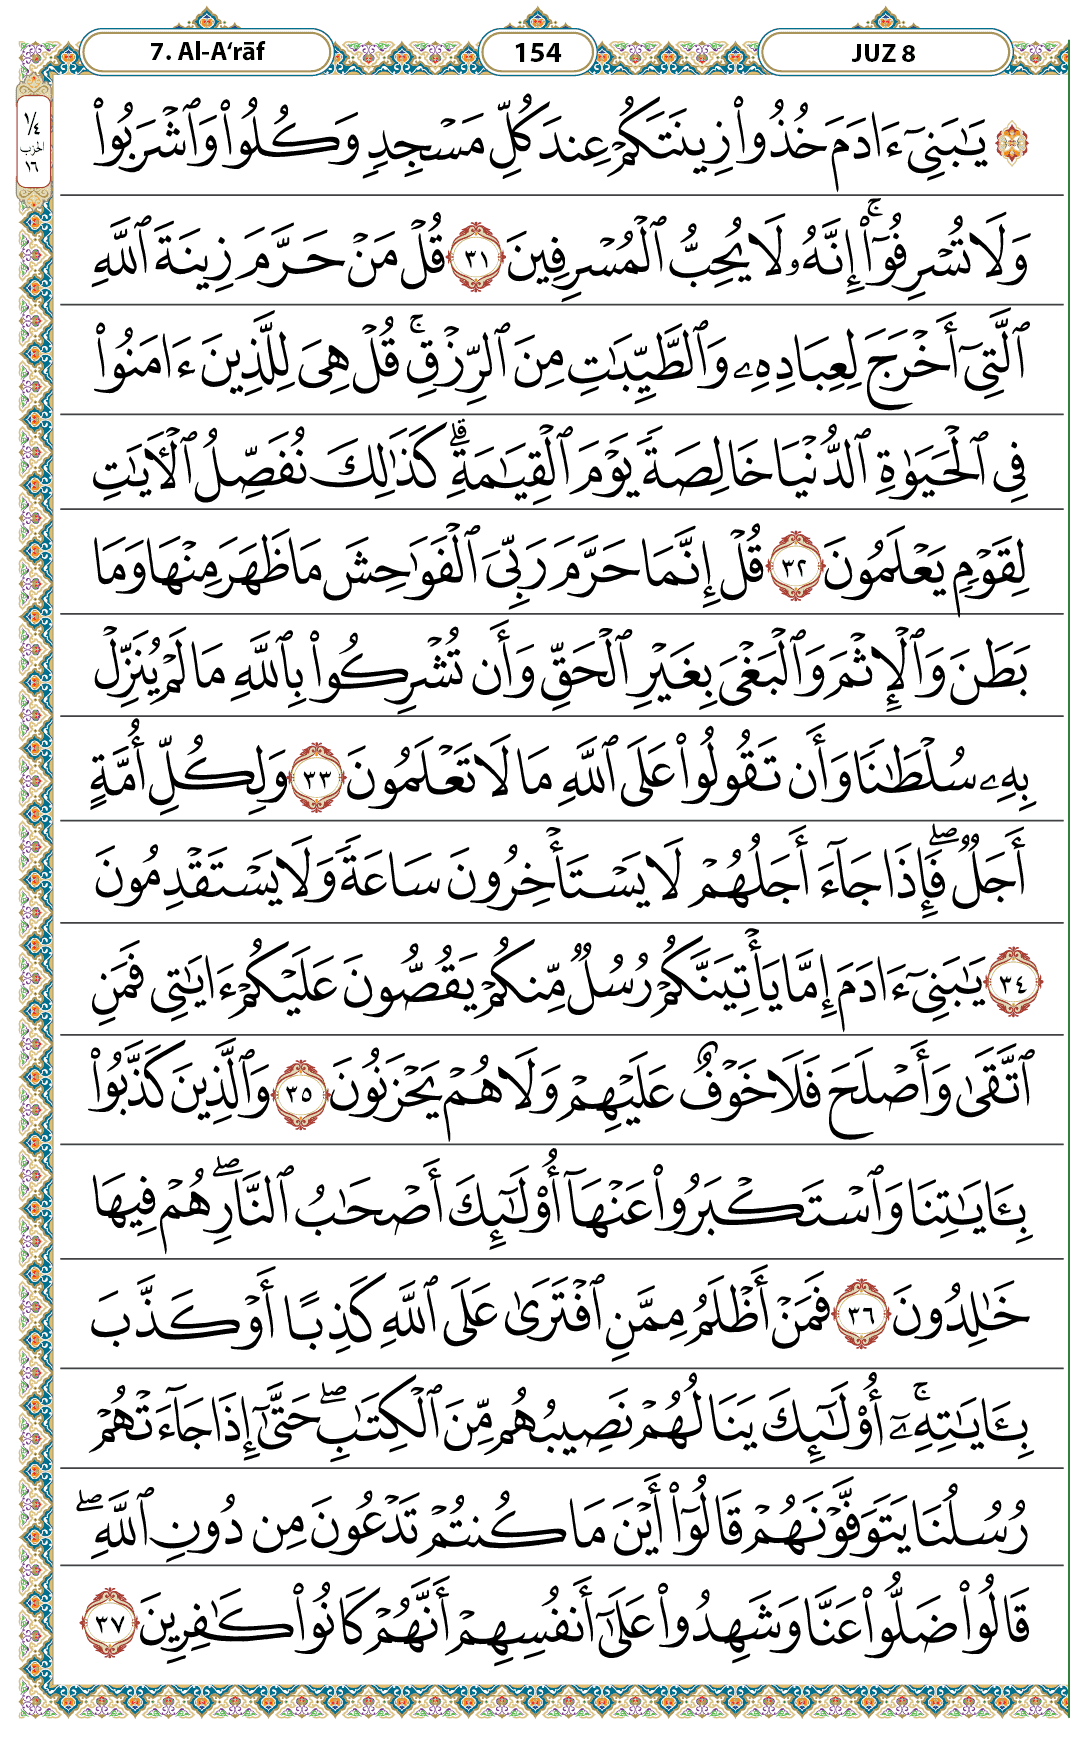 7. Al-A‘rāf
154
JUZ 8
١/٤
الحزب
١٦
۞ يَٰبَنِىٓ ءَادَمَ خُذُوا۟ زِينَتَكُمْ عِندَ كُلِّ مَسْجِدٍ وَكُلُوا۟ وَٱشْرَبُوا۟
وَلَا تُسْرِفُوٓا۟ ۚ إِنَّهُۥ لَا يُحِبُّ ٱلْمُسْرِفِينَ ٣١ قُلْ مَنْ حَرَّمَ زِينَةَ ٱللَّهِ
ٱلَّتِىٓ أَخْرَجَ لِعِبَادِهِۦ وَٱلطَّيِّبَٰتِ مِنَ ٱلرِّزْقِ ۚ قُلْ هِىَ لِلَّذِينَ ءَامَنُوا۟
فِى ٱلْحَيَوٰةِ ٱلدُّنْيَا خَالِصَةً يَوْمَ ٱلْقِيَٰمَةِ ۗ كَذَٰلِكَ نُفَصِّلُ ٱلْءَايَٰتِ
لِقَوْمٍ يَعْلَمُونَ ٣٢ قُلْ إِنَّمَا حَرَّمَ رَبِّىَ ٱلْفَوَٰحِشَ مَا ظَهَرَ مِنْهَا وَمَا
بَطَنَ وَٱلْإِثْمَ وَٱلْبَغْىَ بِغَيْرِ ٱلْحَقِّ وَأَن تُشْرِكُوا۟ بِٱللَّهِ مَا لَمْ يُنَزِّلْ
بِهِۦ سُلْطَٰنًا وَأَن تَقُولُوا۟ عَلَى ٱللَّهِ مَا لَا تَعْلَمُونَ ٣٣ وَلِكُلِّ أُمَّةٍ
أَجَلٌ ۖ فَإِذَا جَآءَ أَجَلُهُمْ لَا يَسْتَأْخِرُونَ سَاعَةً وَلَا يَسْتَقْدِمُونَ
٣٤ يَٰبَنِىٓ ءَادَمَ إِمَّا يَأْتِيَنَّكُمْ رُسُلٌ مِّنكُمْ يَقُصُّونَ عَلَيْكُمْ ءَايَٰتِى فَمَنِ
ٱتَّقَىٰ وَأَصْلَحَ فَلَا خَوْفٌ عَلَيْهِمْ وَلَا هُمْ يَحْزَنُونَ ٣٥ وَٱلَّذِينَ كَذَّبُوا۟
بِـَٔايَٰتِنَا وَٱسْتَكْبَرُوا۟ عَنْهَآ أُو۟لَٰٓئِكَ أَصْحَٰبُ ٱلنَّارِ ۖ هُمْ فِيهَا
خَٰلِدُونَ ٣٦ فَمَنْ أَظْلَمُ مِمَّنِ ٱفْتَرَىٰ عَلَى ٱللَّهِ كَذِبًا أَوْ كَذَّبَ
بِـَٔايَٰتِهِۦٓ ۚ أُو۟لَٰٓئِكَ يَنَالُهُمْ نَصِيبُهُم مِّنَ ٱلْكِتَٰبِ ۖ حَتَّىٰٓ إِذَا جَآءَتْهُمْ
رُسُلُنَا يَتَوَفَّوْنَهُمْ قَالُوٓا۟ أَيْنَ مَا كُنتُمْ تَدْعُونَ مِن دُونِ ٱللَّهِ ۖ
قَالُوا۟ ضَلُّوا۟ عَنَّا وَشَهِدُوا۟ عَلَىٰٓ أَنفُسِهِمْ أَنَّهُمْ كَانُوا۟ كَٰفِرِينَ ٣٧